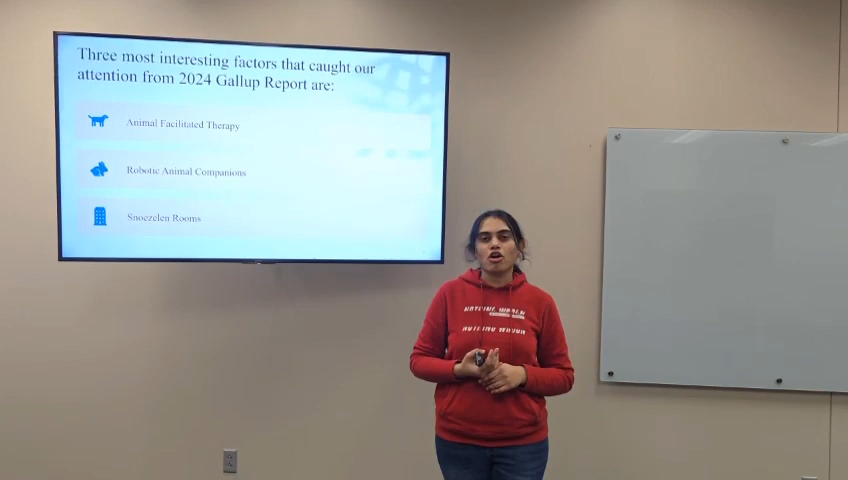 Three most interesting factors that caught our
attention from 2024 Gallup Report are:
Animal Facilitated Therapy
Robotic Animal Companions
Snoezelen Rooms